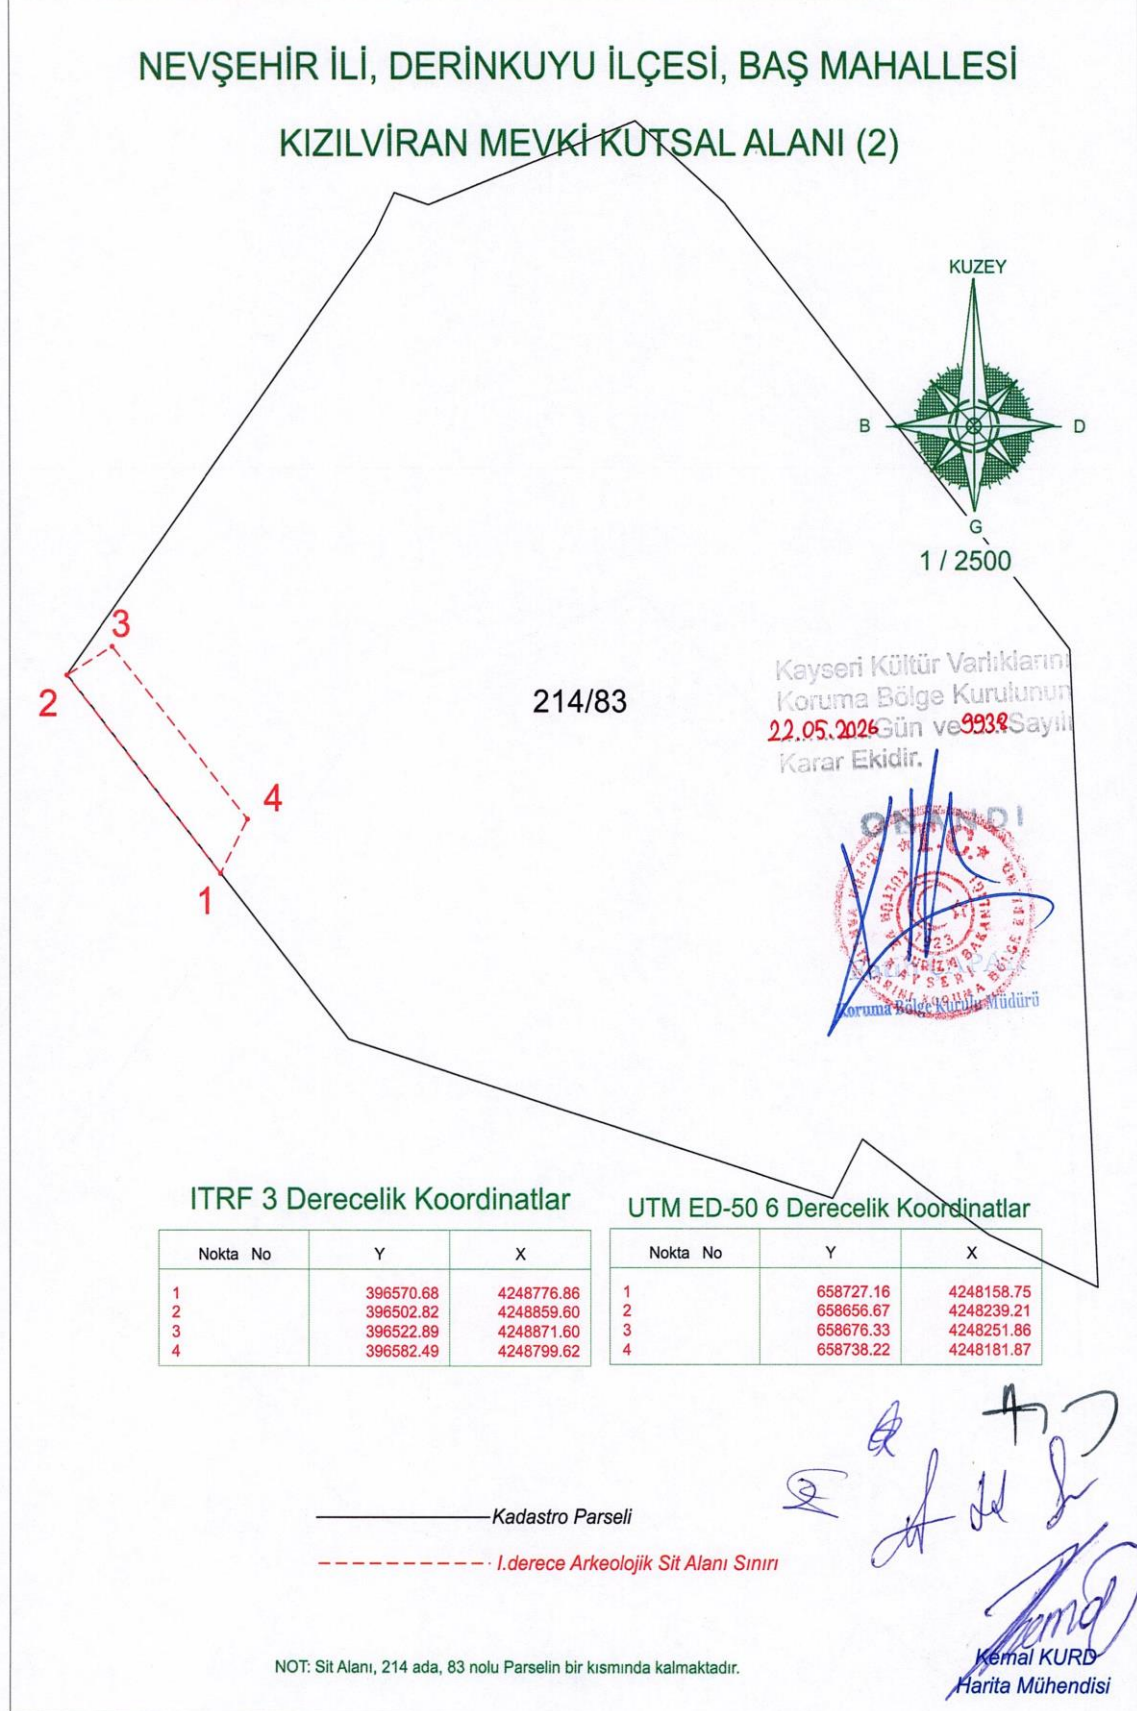 NEVŞEHİR İLİ, DERİNKUYU İLÇESİ, BAŞ MAHALLESİ
KIZILVİRAN MEVKİ KUTSAL ALANI (2)
KUZEY
B
D
G
1 / 2500
3
2
214/83
Kayseri Kültür Varlıklarını
Koruma Bölge Kurulunun
22.05.2026 Gün ve 9938 Sayılı
Karar Ekidir.
4
ONANDI
T.C.
1923
1
Koruma Bölge Kurulu Müdürü
ITRF 3 Derecelik Koordinatlar
Nokta No Y X
1 396570.68 4248776.86
2 396502.82 4248859.60
3 396522.89 4248871.60
4 396582.49 4248799.62
UTM ED-50 6 Derecelik Koordinatlar
Nokta No Y X
1 658727.16 4248158.75
2 658656.67 4248239.21
3 658676.33 4248251.86
4 658738.22 4248181.87
Kadastro Parseli
I.derece Arkeolojik Sit Alanı Sınırı
NOT: Sit Alanı, 214 ada, 83 nolu Parselin bir kısmında kalmaktadır.
Kemal KURD
Harita Mühendisi